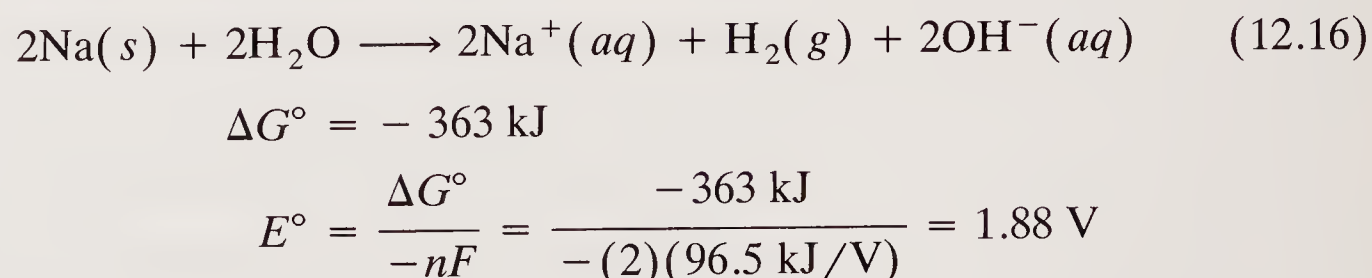 2Na(s) + 2H₂O ⟶ 2Na⁺(aq) + H₂(g) + 2OH⁻(aq) (12.16)
ΔG° = − 363 kJ
E° = ΔG° / −nF = −363 kJ / −(2)(96.5 kJ/V) = 1.88 V